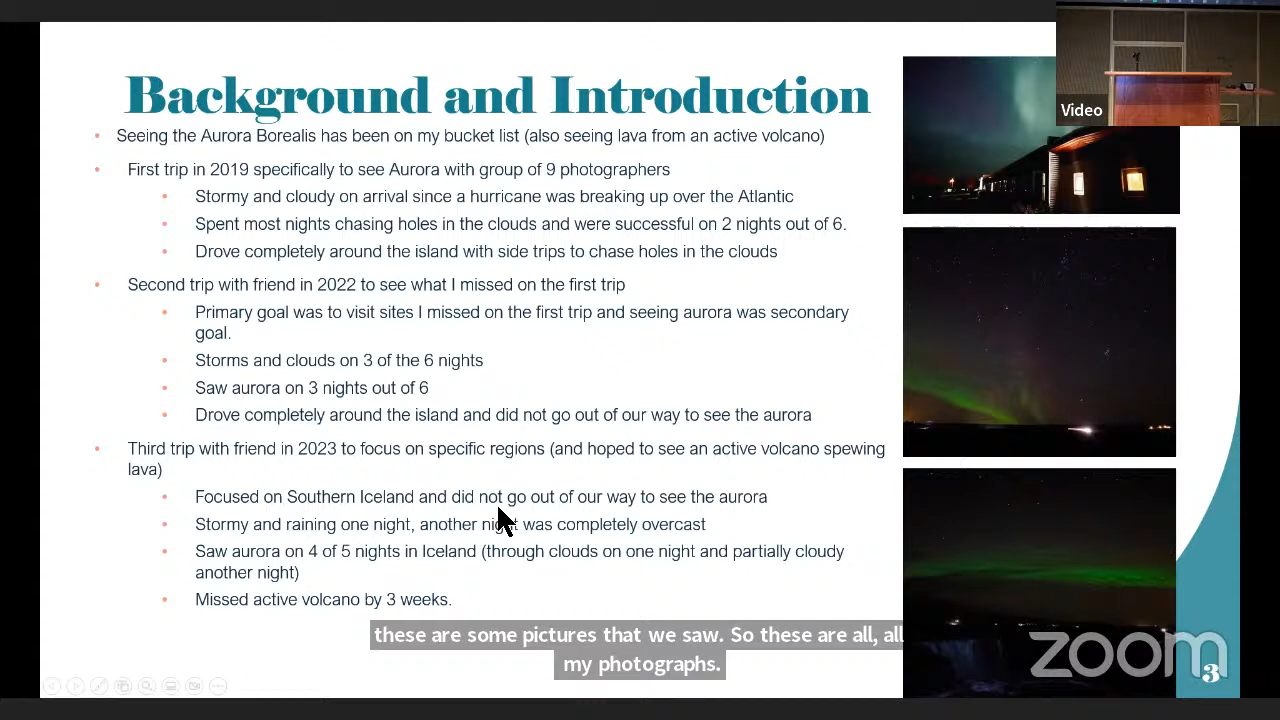 Background and Introduction
Seeing the Aurora Borealis has been on my bucket list (also seeing lava from an active volcano)
First trip in 2019 specifically to see Aurora with group of 9 photographers
Stormy and cloudy on arrival since a hurricane was breaking up over the Atlantic
Spent most nights chasing holes in the clouds and were successful on 2 nights out of 6.
Drove completely around the island with side trips to chase holes in the clouds
Second trip with friend in 2022 to see what I missed on the first trip
Primary goal was to visit sites I missed on the first trip and seeing aurora was secondary
goal.
Storms and clouds on 3 of the 6 nights
Saw aurora on 3 nights out of 6
Drove completely around the island and did not go out of our way to see the aurora
Third trip with friend in 2023 to focus on specific regions (and hoped to see an active volcano spewing
lava)
Focused on Southern Iceland and did not go out of our way to see the aurora
Stormy and raining one night, another night was completely overcast
Saw aurora on 4 of 5 nights in Iceland (through clouds on one night and partially cloudy
another night)
Missed active volcano by 3 weeks.
these are some pictures that we saw. So these are all, all
my photographs.
Video
zoom
3